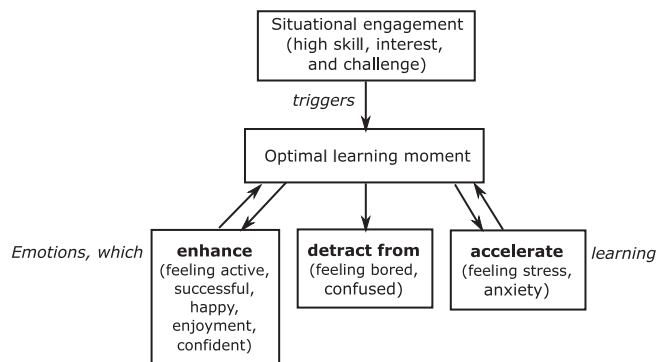 Situational engagement
(high skill, interest,
and challenge)
triggers
Optimal learning moment
Emotions, which
enhance
(feeling active,
successful,
happy,
enjoyment,
confident)
detract from
(feeling bored,
confused)
accelerate
(feeling stress,
anxiety)
learning